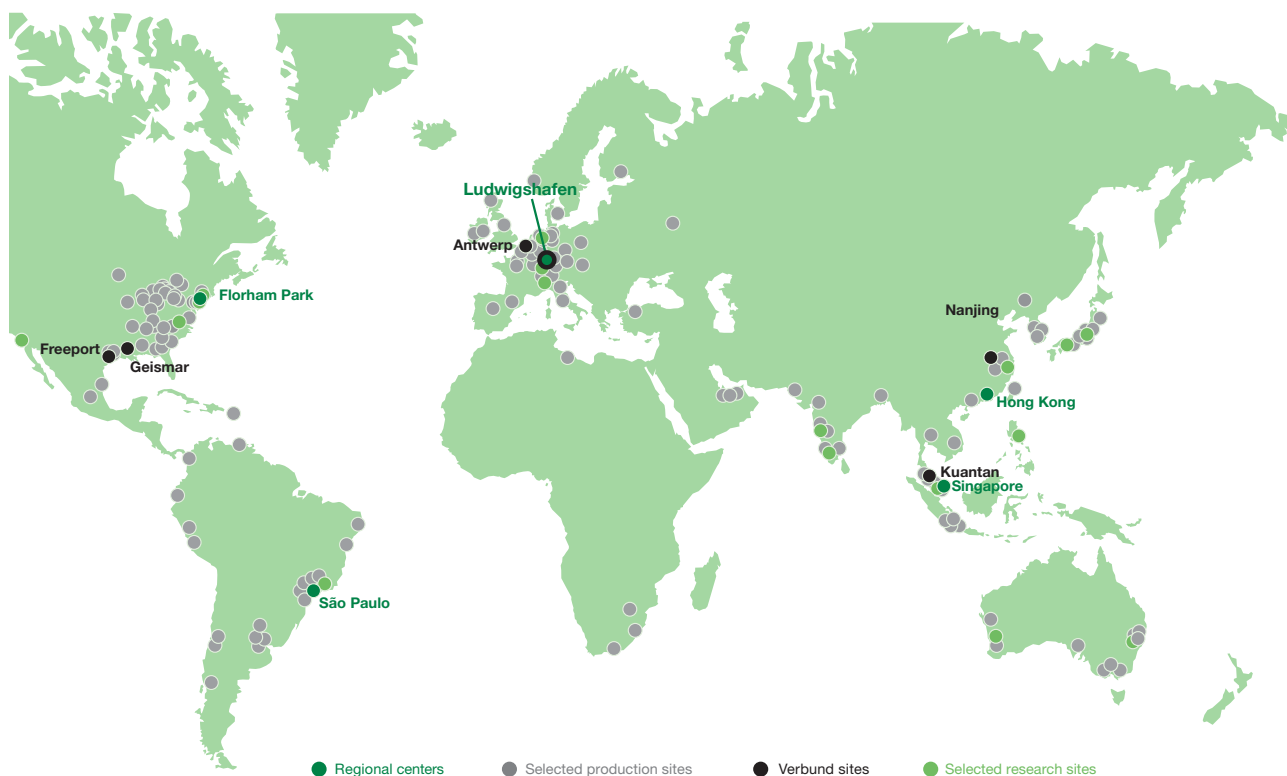 Ludwigshafen
Antwerp
Florham Park
Nanjing
Freeport
Geismar
Hong Kong
Kuantan
Singapore
São Paulo
Regional centers
Selected production sites
Verbund sites
Selected research sites